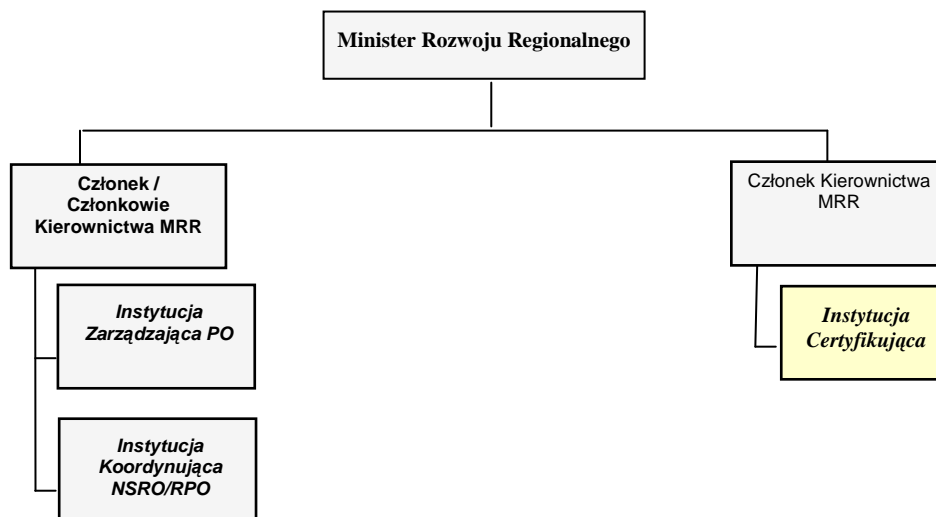 Minister Rozwoju Regionalnego
Członek /
Członkowie
Kierownictwa MRR
Członek Kierownictwa
MRR
Instytucja
Zarządzająca PO
Instytucja
Certyfikująca
Instytucja
Koordynująca
NSRO/RPO